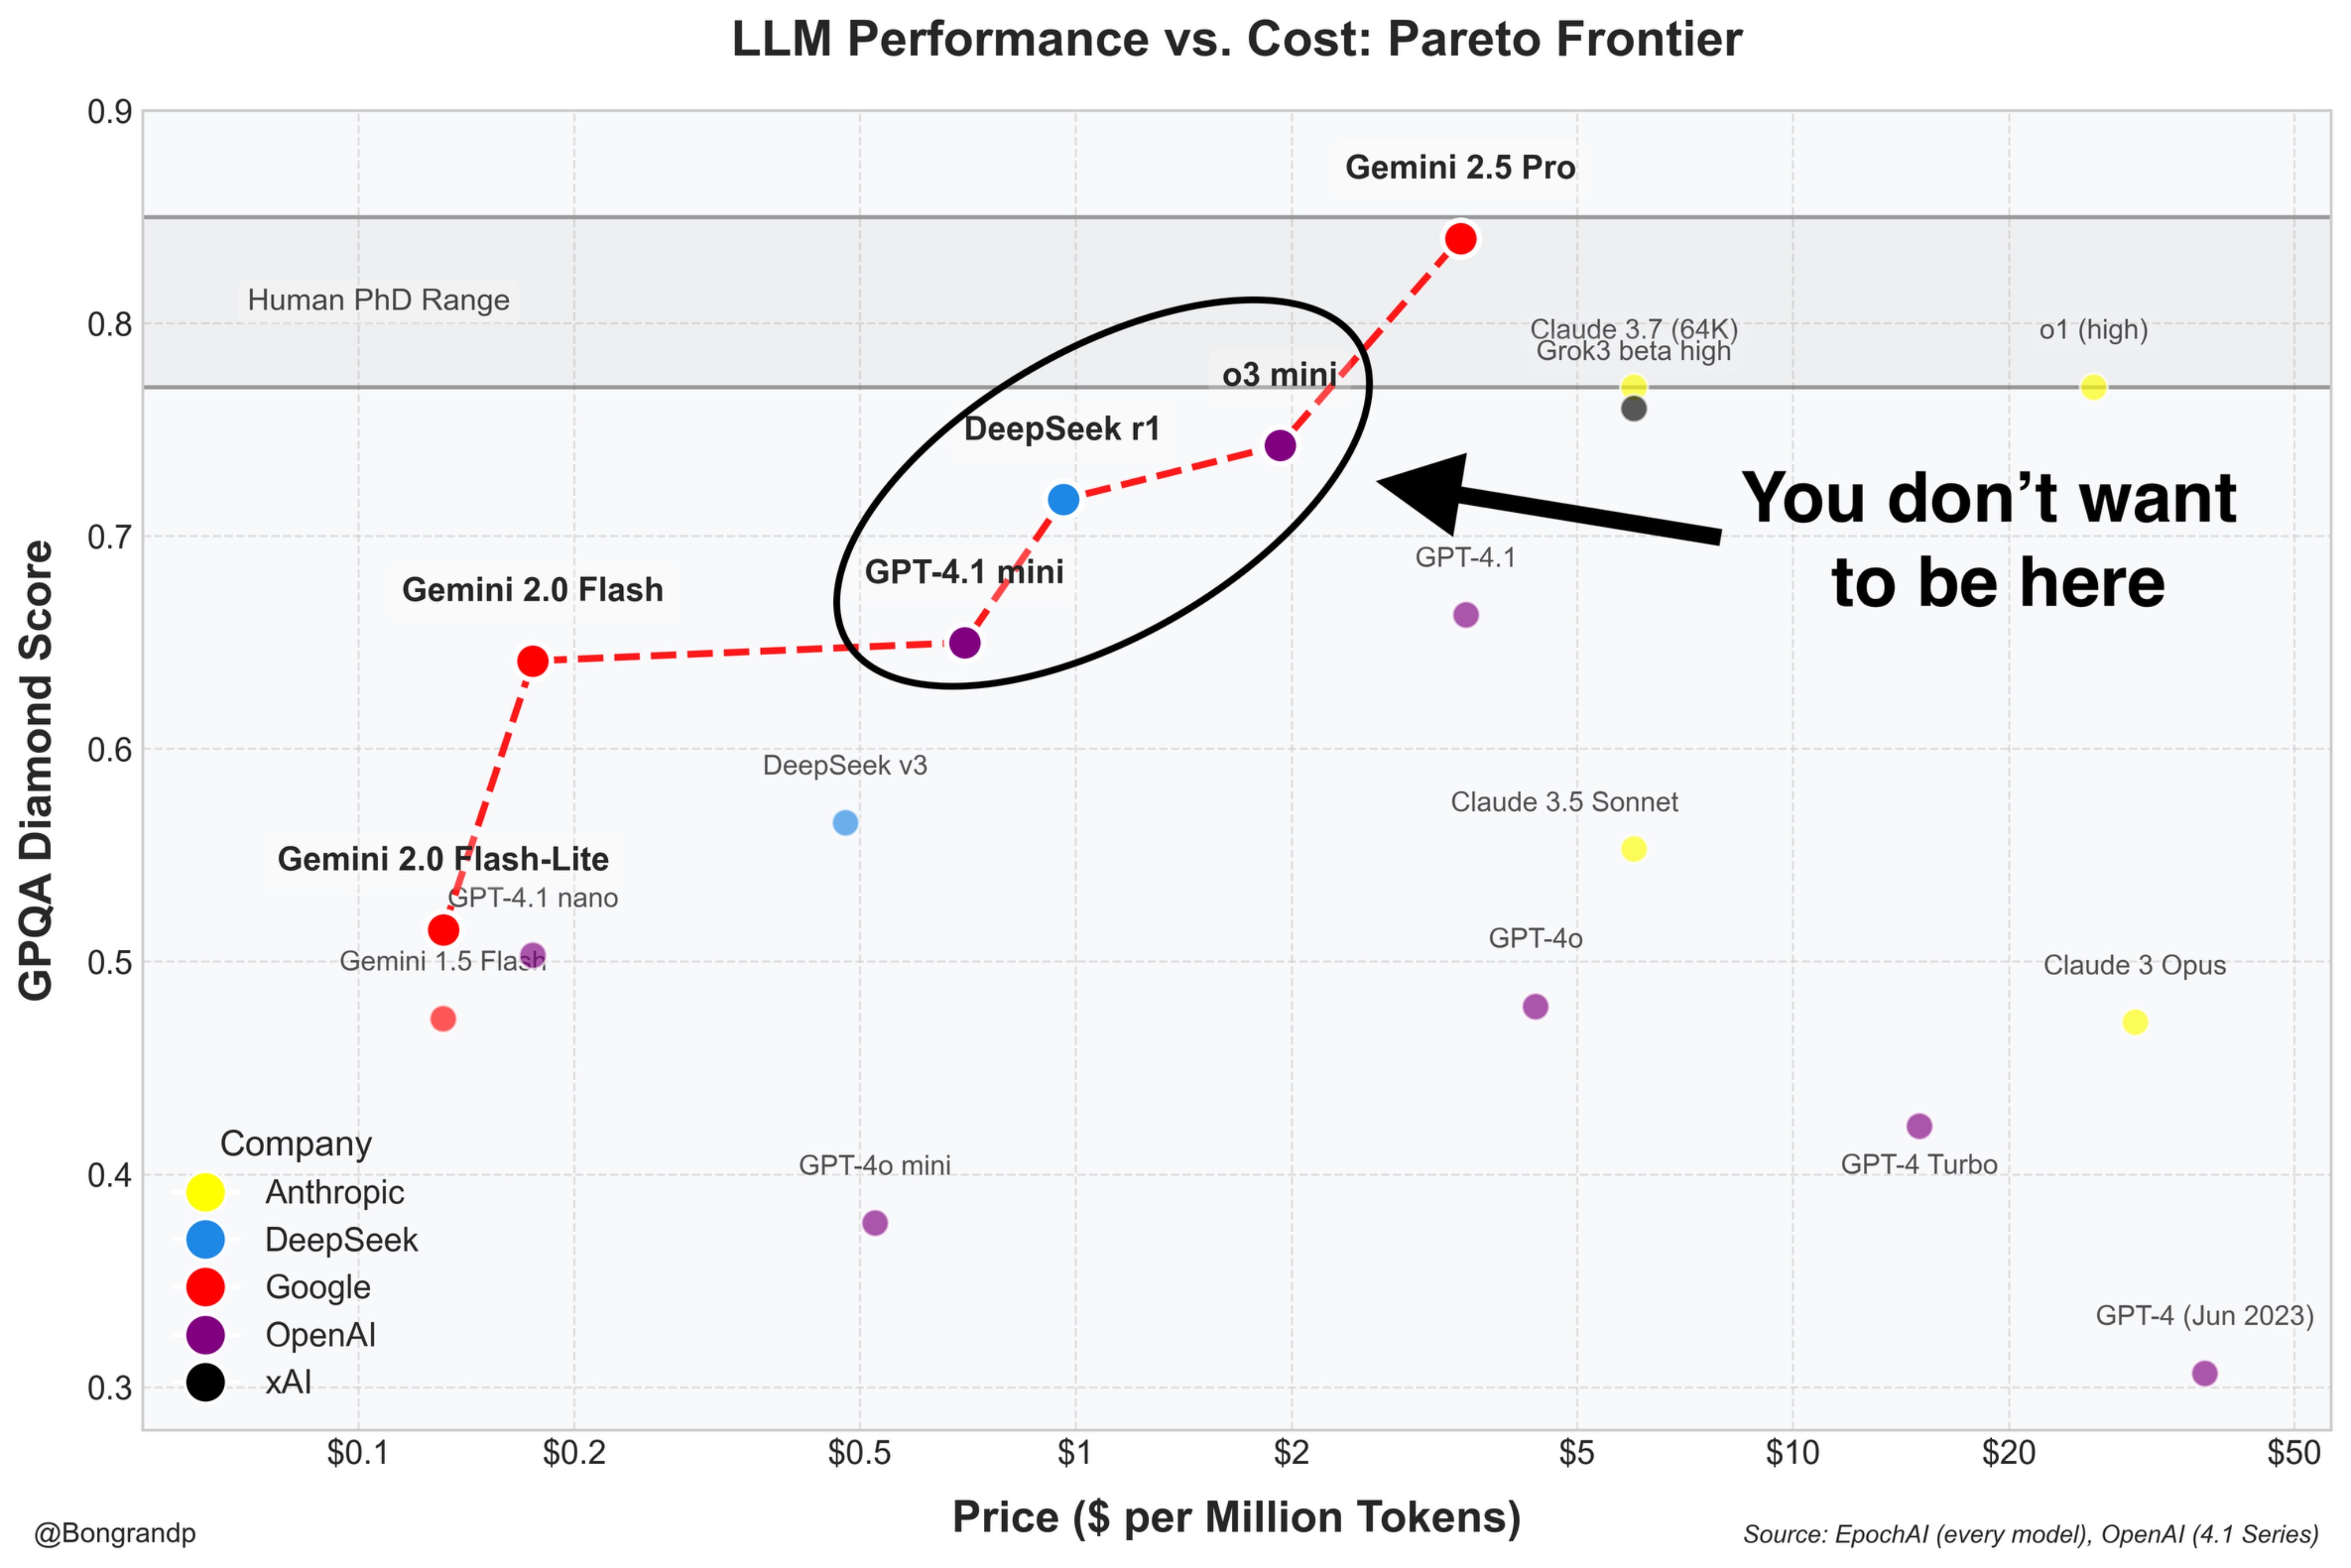 LLM Performance vs. Cost: Pareto Frontier
GPQA Diamond Score
0.9
0.8
0.7
0.6
0.5
0.4
0.3
Gemini 2.5 Pro
Human PhD Range
Claude 3.7 (64K)
Grok3 beta high
o1 (high)
o3 mini
DeepSeek r1
You don’t want
to be here
GPT-4.1
GPT-4.1 mini
Gemini 2.0 Flash
DeepSeek v3
Claude 3.5 Sonnet
Gemini 2.0 Flash-Lite
GPT-4.1 nano
Gemini 1.5 Flash
GPT-4o
Claude 3 Opus
GPT-4o mini
GPT-4 Turbo
GPT-4 (Jun 2023)
Company
Anthropic
DeepSeek
Google
OpenAI
xAI
$0.1
$0.2
$0.5
$1
$2
$5
$10
$20
$50
Price ($ per Million Tokens)
@Bongrandp
Source: EpochAI (every model), OpenAI (4.1 Series)